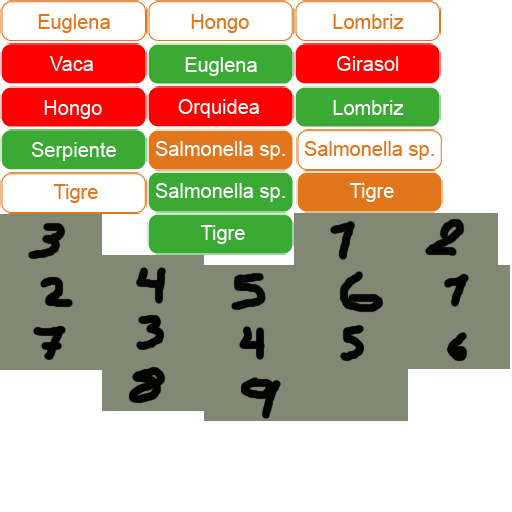 Euglena Hongo Lombriz
Vaca Euglena Girasol
Hongo Orquidea Lombriz
Serpiente Salmonella sp. Salmonella sp.
Tigre Salmonella sp. Tigre
Tigre
3 1 2
2 4 5 6 7
7 3 4 5 6
8 9